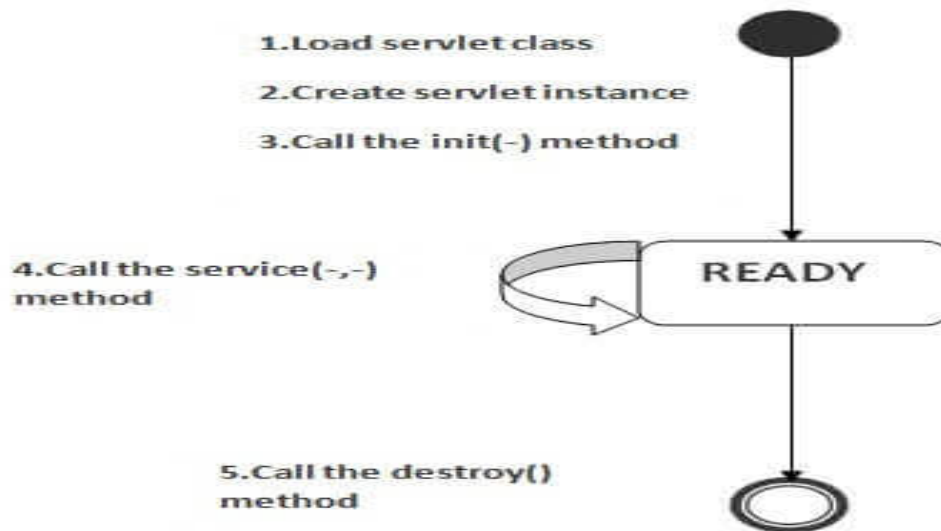 1.Load servlet class
2.Create servlet instance
3.Call the init(-) method
4.Call the service(-,-)
method
READY
5.Call the destroy()
method